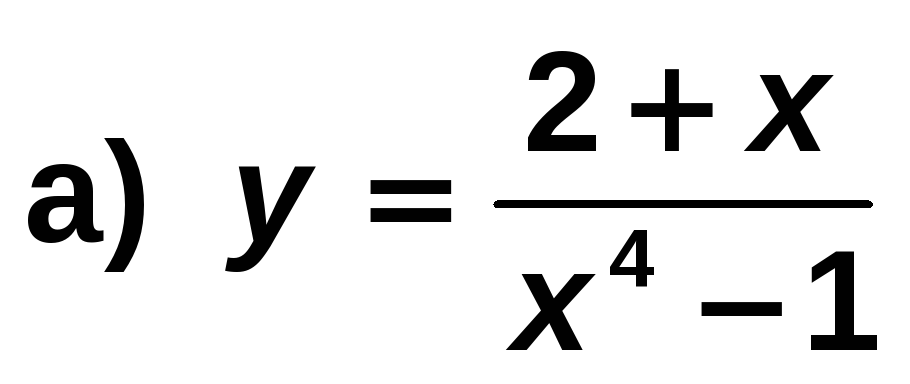 a) y = (2 + x) / (x⁴ − 1)